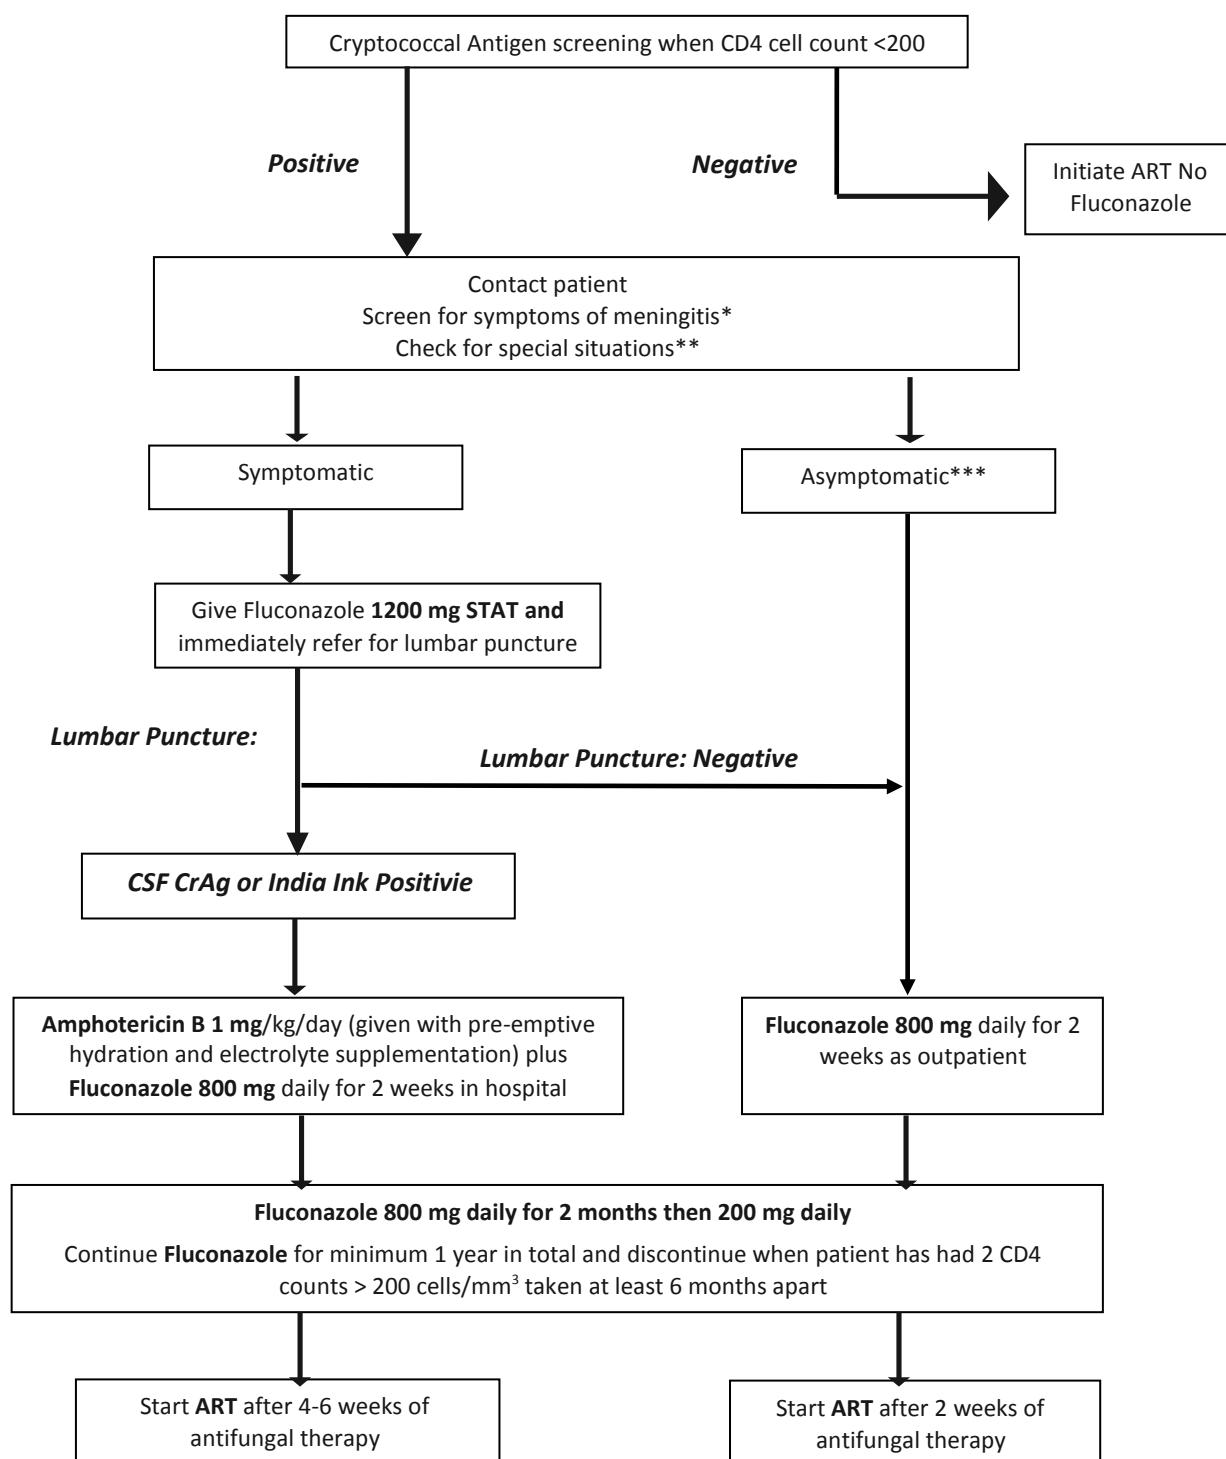 Cryptococcal Antigen screening when CD4 cell count <200
Positive
Negative
Initiate ART No
Fluconazole
Contact patient
Screen for symptoms of meningitis*
Check for special situations**
Symptomatic
Asymptomatic***
Give Fluconazole 1200 mg STAT and
immediately refer for lumbar puncture
Lumbar Puncture:
Lumbar Puncture: Negative
CSF CrAg or India Ink Positivie
Amphotericin B 1 mg/kg/day (given with pre-emptive
hydration and electrolyte supplementation) plus
Fluconazole 800 mg daily for 2 weeks in hospital
Fluconazole 800 mg daily for 2
weeks as outpatient
Fluconazole 800 mg daily for 2 months then 200 mg daily
Continue Fluconazole for minimum 1 year in total and discontinue when patient has had 2 CD4
counts > 200 cells/mm³ taken at least 6 months apart
Start ART after 4-6 weeks of
antifungal therapy
Start ART after 2 weeks of
antifungal therapy